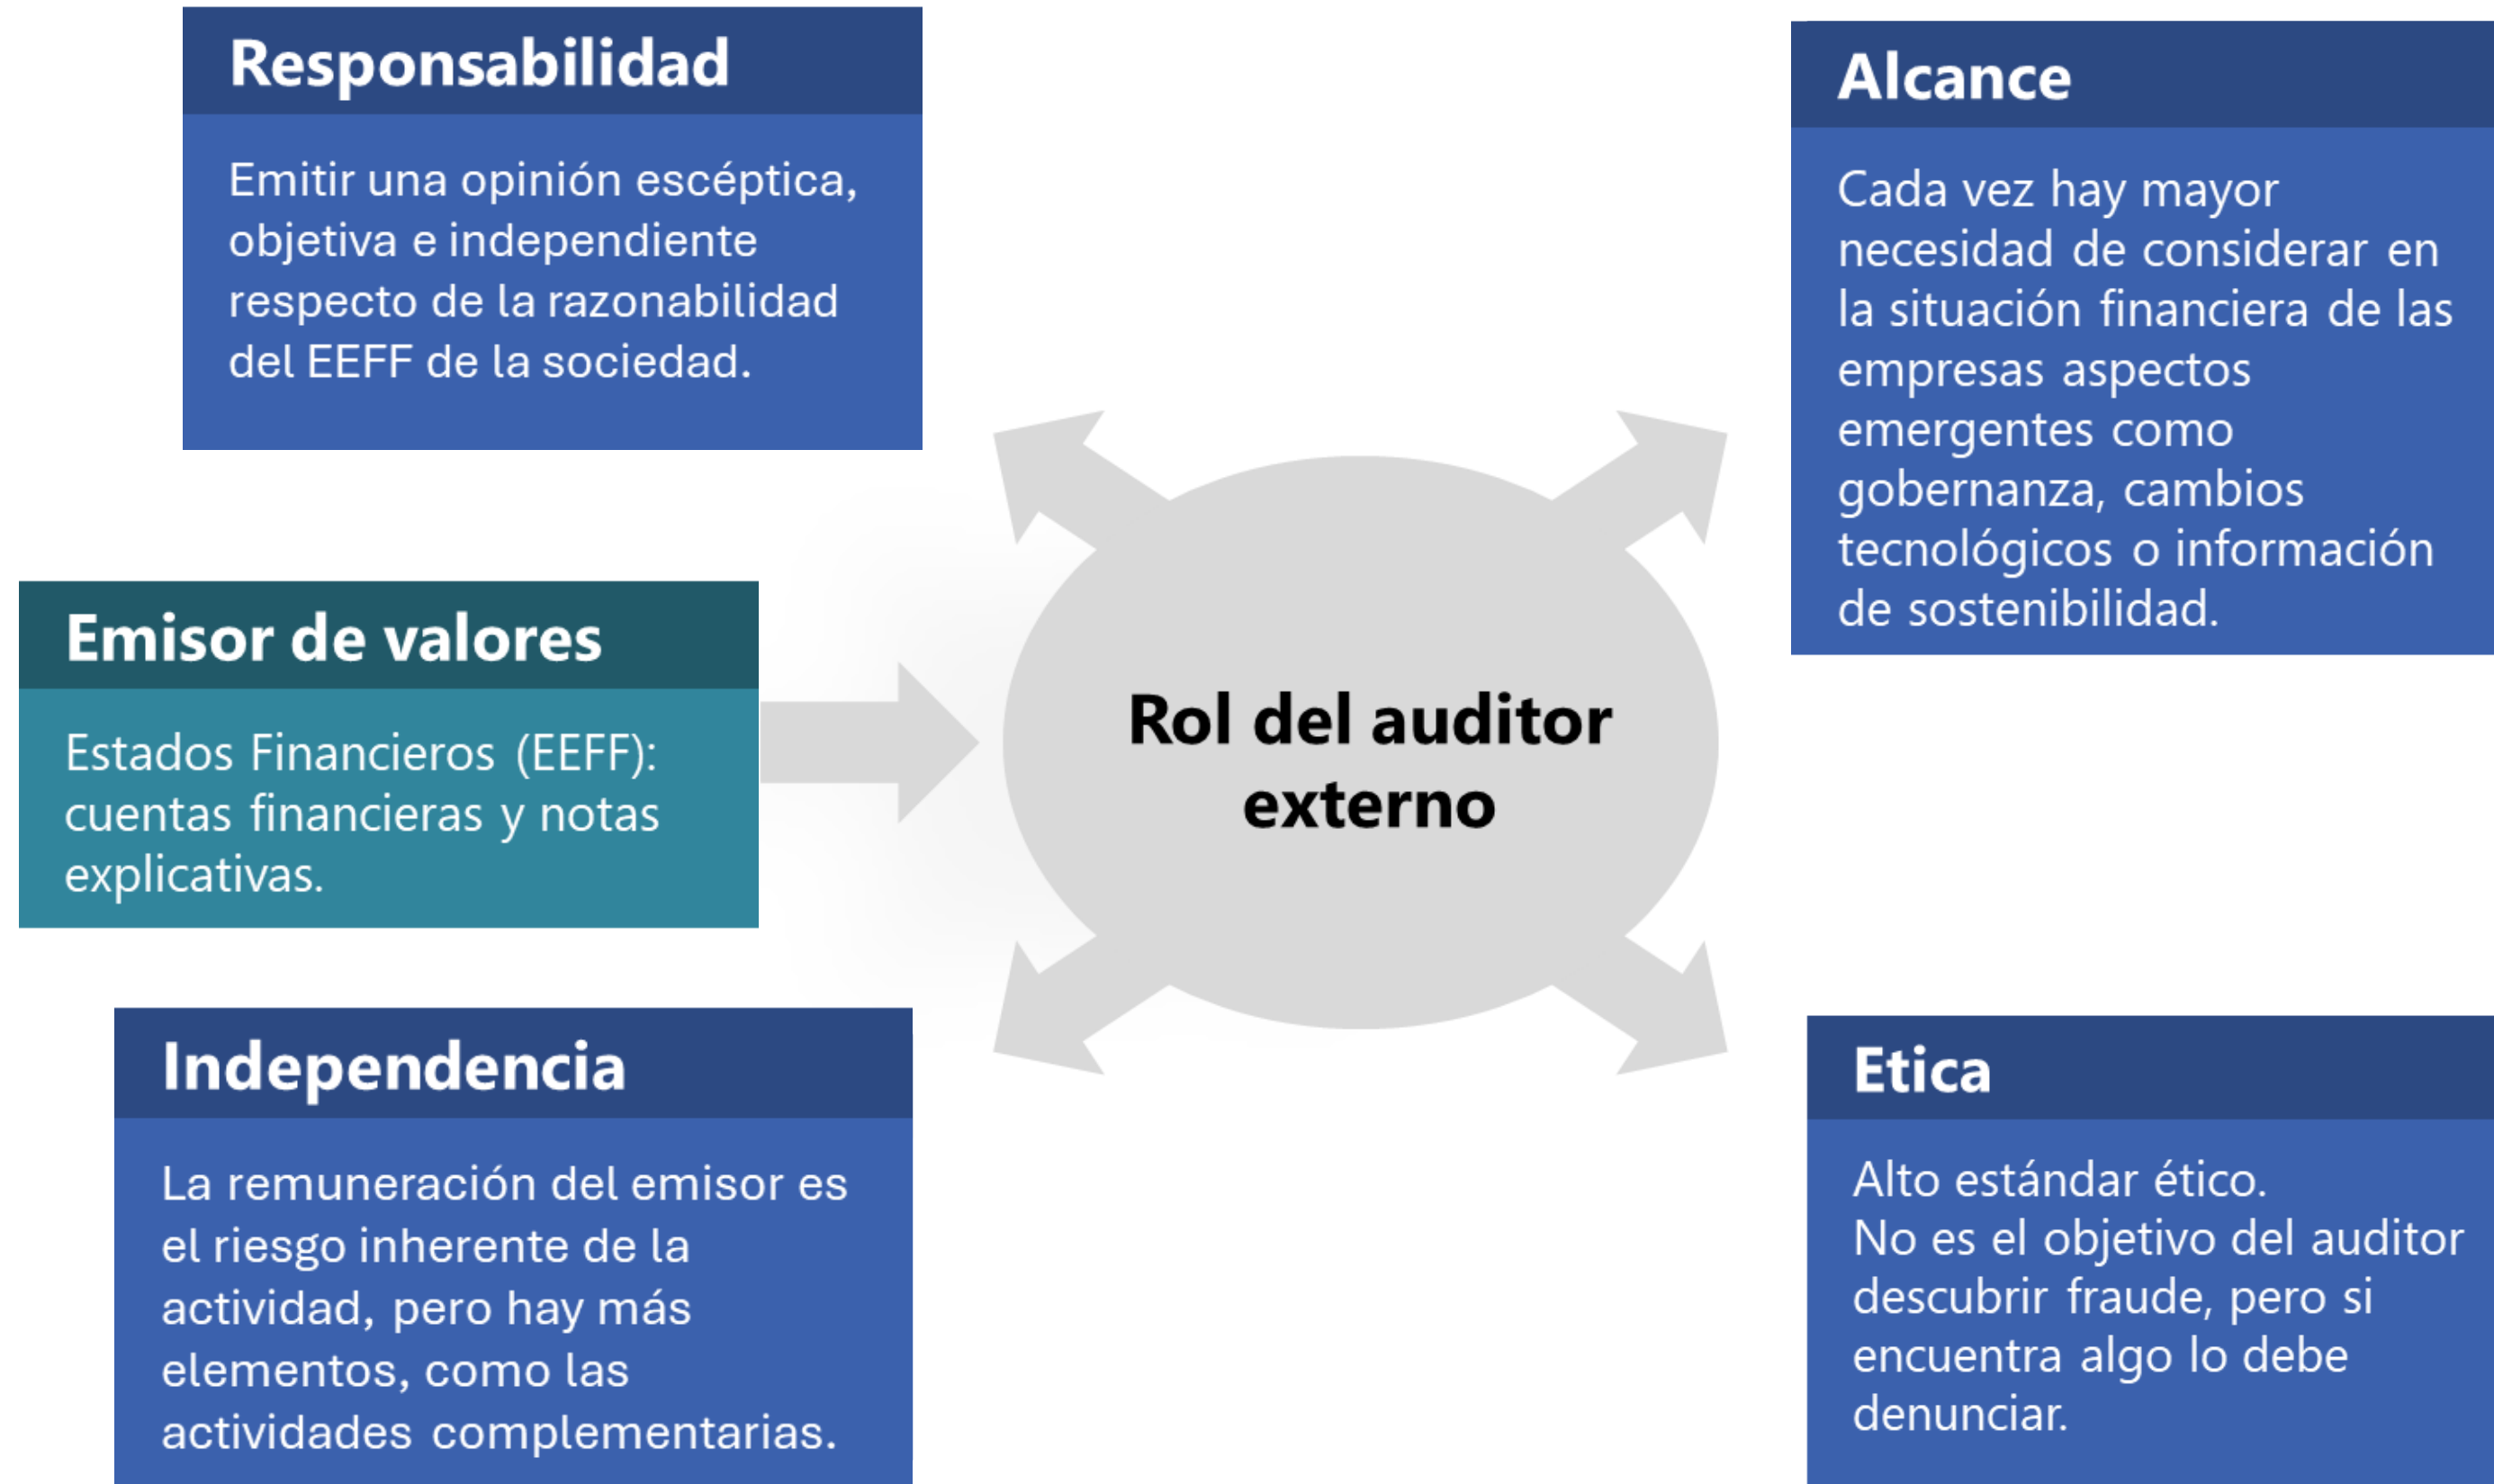 Responsabilidad
Emitir una opinión escéptica,
objetiva e independiente
respecto de la razonabilidad
del EEFF de la sociedad.
Alcance
Cada vez hay mayor
necesidad de considerar en
la situación financiera de las
empresas aspectos
emergentes como
gobernanza, cambios
tecnológicos o información
de sostenibilidad.
Emisor de valores
Estados Financieros (EEFF):
cuentas financieras y notas
explicativas.
Rol del auditor
externo
Independencia
La remuneración del emisor es
el riesgo inherente de la
actividad, pero hay más
elementos, como las
actividades complementarias.
Etica
Alto estándar ético.
No es el objetivo del auditor
descubrir fraude, pero si
encuentra algo lo debe
denunciar.